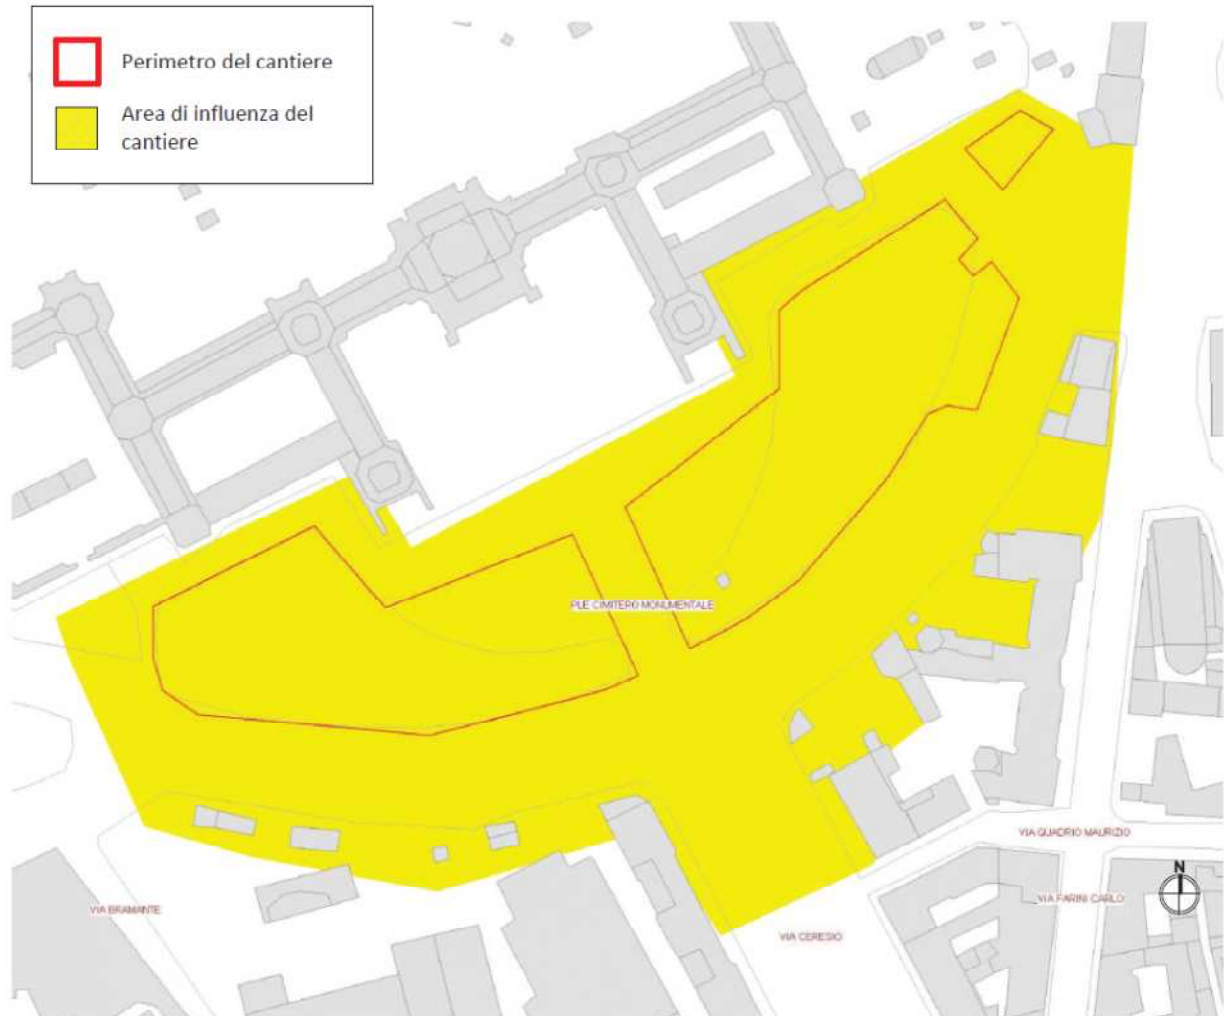 Perimetro del cantiere
Area di influenza del
cantiere
PLE CIMITERO MONUMENTALE
VIA QUADRIO MAURIZIO
N
VIA FARINI CARLO
VIA BRAMANTE
VIA CERESIO